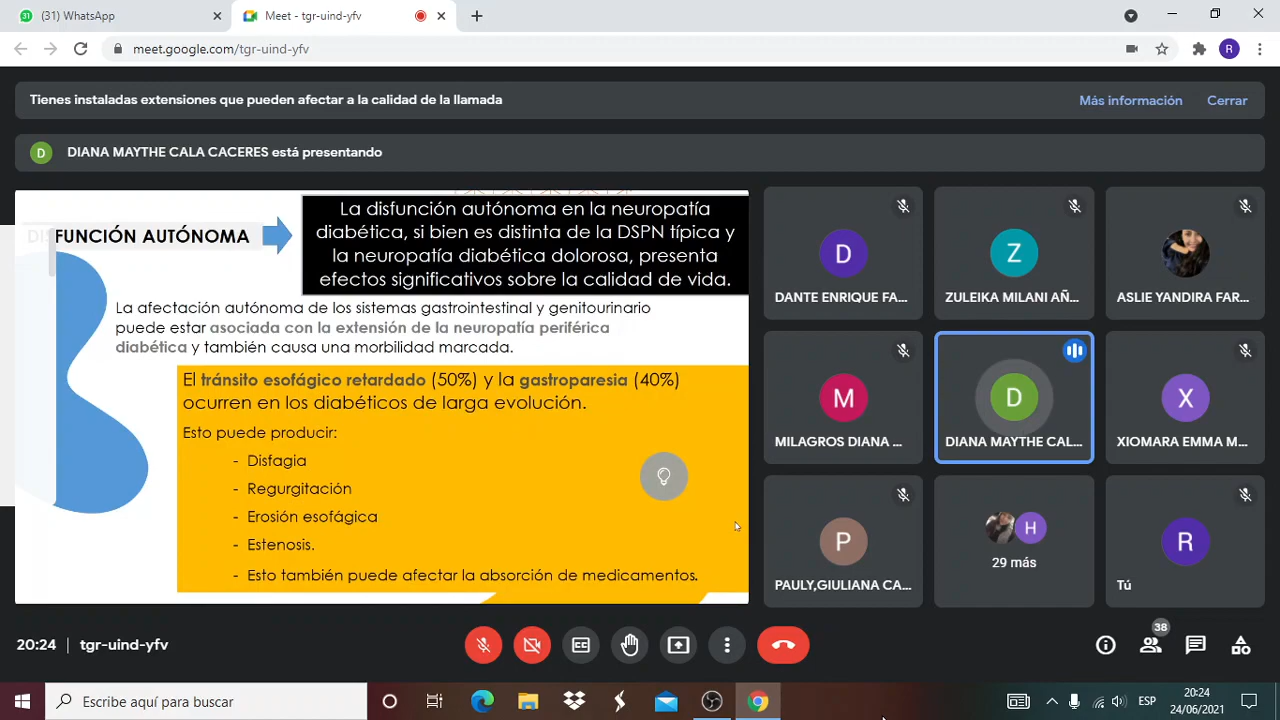 (31) WhatsApp
Meet - tgr-uind-yfv
meet.google.com/tgr-uind-yfv
R
Tienes instaladas extensiones que pueden afectar a la calidad de la llamada
Más información
Cerrar
D
DIANA MAYTHE CALA CACERES está presentando
DISFUNCIÓN AUTÓNOMA
La disfunción autónoma en la neuropatía
diabética, si bien es distinta de la DSPN típica y
la neuropatía diabética dolorosa, presenta
efectos significativos sobre la calidad de vida.
La afectación autónoma de los sistemas gastrointestinal y genitourinario
puede estar asociada con la extensión de la neuropatía periférica
diabética y también causa una morbilidad marcada.
El tránsito esofágico retardado (50%) y la gastroparesia (40%)
ocurren en los diabéticos de larga evolución.
Esto puede producir:
- Disfagia
- Regurgitación
- Erosión esofágica
- Estenosis.
- Esto también puede afectar la absorción de medicamentos.
D
DANTE ENRIQUE FA...
Z
ZULEIKA MILANI AÑ...
ASLIE YANDIRA FAR...
M
MILAGROS DIANA ...
D
DIANA MAYTHE CAL...
X
XIOMARA EMMA M...
P
PAULY,GIULIANA CA...
H
29 más
R
Tú
20:24 | tgr-uind-yfv
CC
38
Escribe aquí para buscar
ESP
20:24
24/06/2021